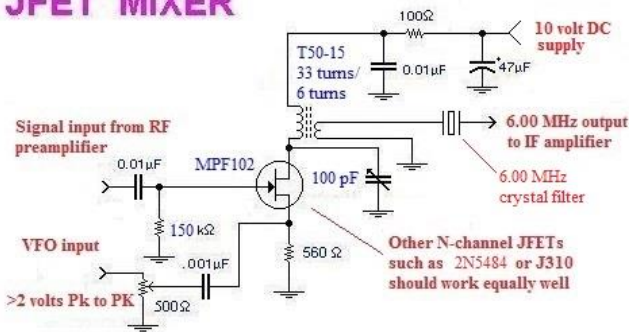 JFET MIXER
100Ω
10 volt DC
supply
T50-15
33 turns/
6 turns
0.01µF
+
47µF
Signal input from RF
preamplifier
6.00 MHz output
to IF amplifier
0.01µF
MPF102
100 pF
6.00 MHz
crystal filter
150 kΩ
VFO input
.001µF
560 Ω
Other N-channel JFETs
such as 2N5484 or J310
should work equally well
>2 volts Pk to PK
500Ω